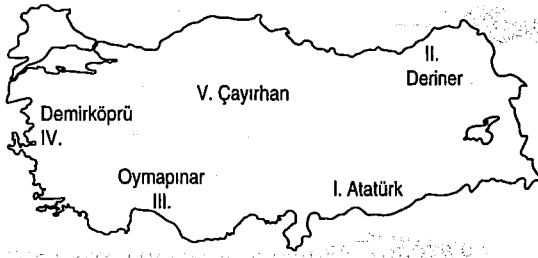 II.
Deriner
V. Çayırhan
Demirköprü
IV.
Oymapınar
III.
I. Atatürk